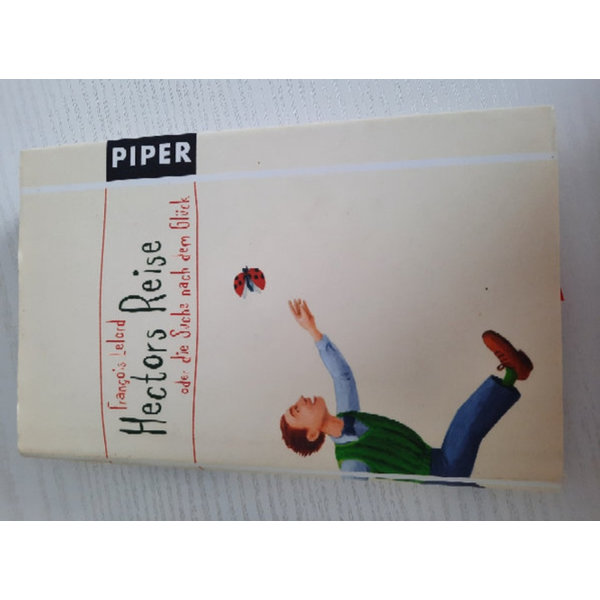 PIPER
François Lelord
Hectors Reise
oder die Suche nach dem Glück